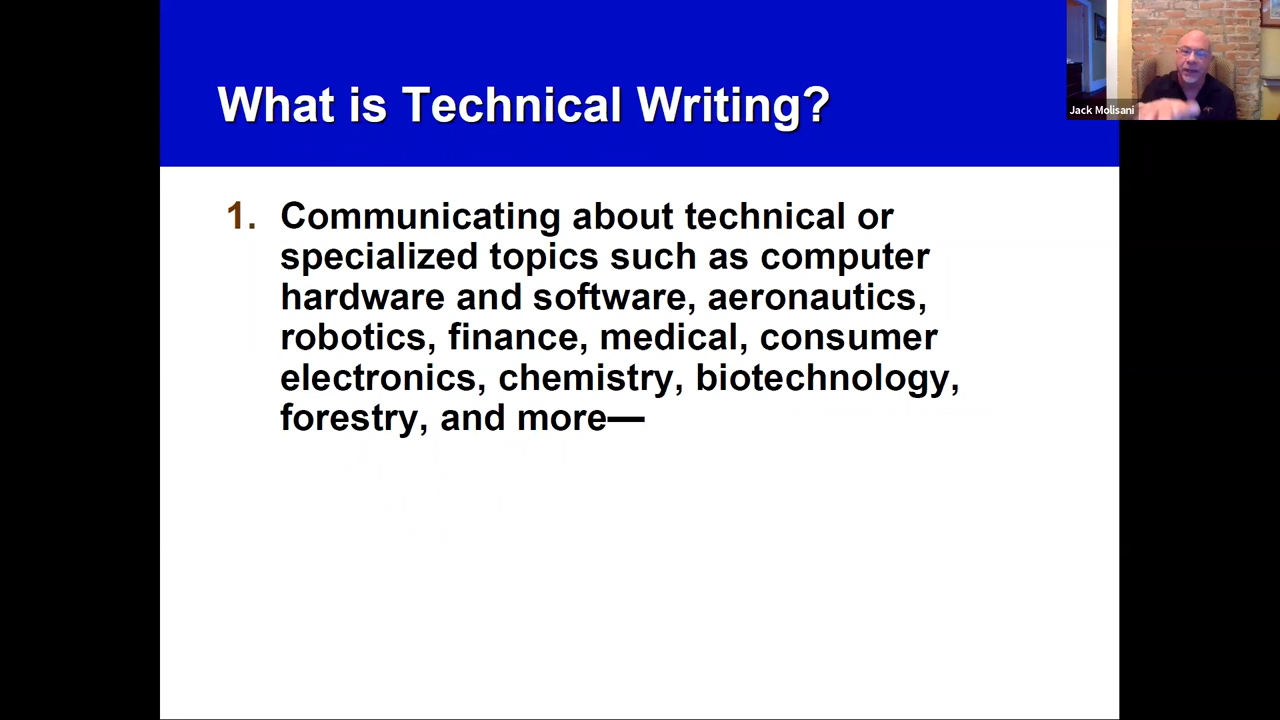 What is Technical Writing?
Jack Molisani
1. Communicating about technical or
specialized topics such as computer
hardware and software, aeronautics,
robotics, finance, medical, consumer
electronics, chemistry, biotechnology,
forestry, and more—